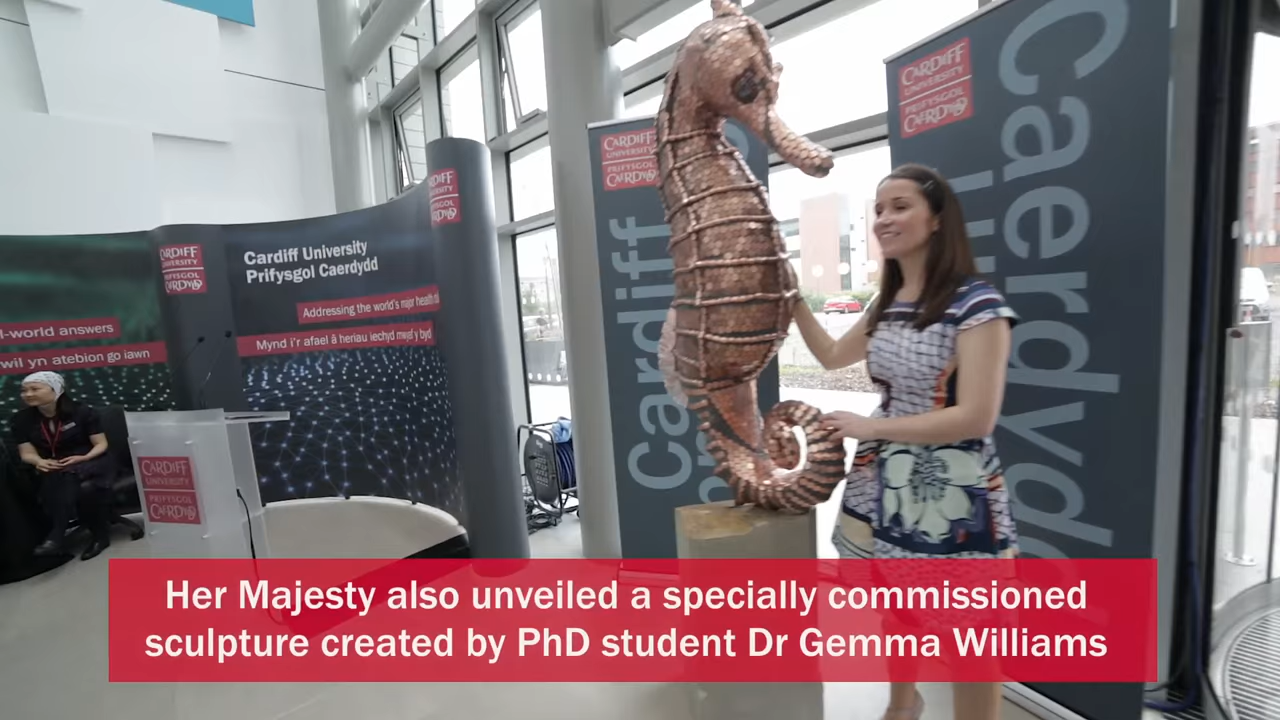 CARDIFF
UNIVERSITY
PRIFYSGOL
CAERDYDD
Cardiff University
Prifysgol Caerdydd
Addressing the world's major health
Mynd i'r afael â heriau iechyd mwyaf y byd
l-world answers
wil yn atebion go iawn
CARDIFF
UNIVERSITY
PRIFYSGOL
CAERDYDD
CARDIFF
UNIVERSITY
PRIFYSGOL
CAERDYDD
Cardiff
CARDIFF
UNIVERSITY
PRIFYSGOL
CAERDYDD
Caerdydd
CARDIFF
UNIVERSITY
PRIFYSGOL
CAERDYDD
Her Majesty also unveiled a specially commissioned
sculpture created by PhD student Dr Gemma Williams